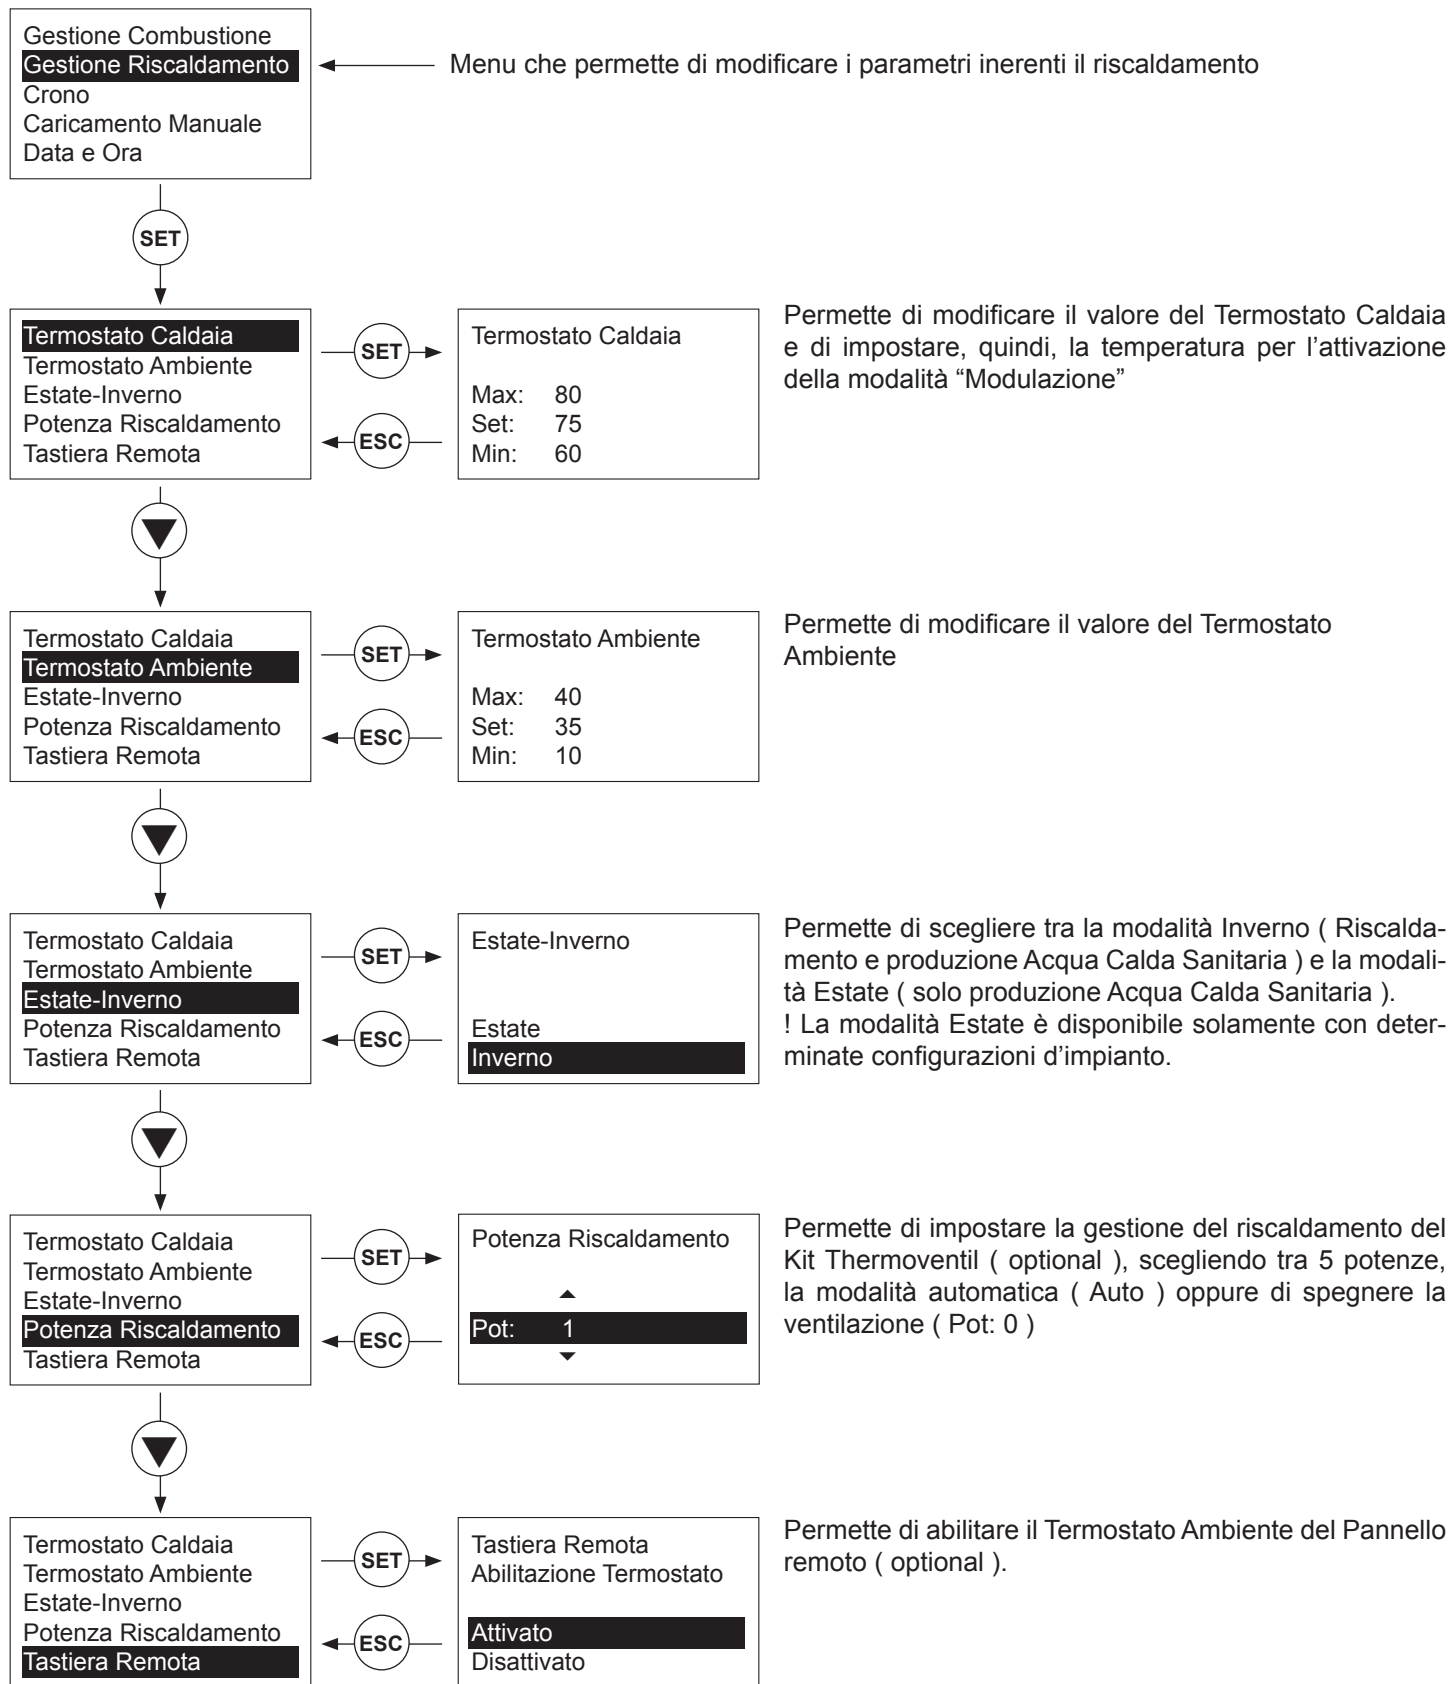 Gestione Combustione
Gestione Riscaldamento
Crono
Caricamento Manuale
Data e Ora
Menu che permette di modificare i parametri inerenti il riscaldamento
SET
Termostato Caldaia
Termostato Ambiente
Estate-Inverno
Potenza Riscaldamento
Tastiera Remota
SET
ESC
Termostato Caldaia
Max: 80
Set: 75
Min: 60
Permette di modificare il valore del Termostato Caldaia
e di impostare, quindi, la temperatura per l’attivazione
della modalità “Modulazione”
Termostato Caldaia
Termostato Ambiente
Estate-Inverno
Potenza Riscaldamento
Tastiera Remota
SET
ESC
Termostato Ambiente
Max: 40
Set: 35
Min: 10
Permette di modificare il valore del Termostato
Ambiente
Termostato Caldaia
Termostato Ambiente
Estate-Inverno
Potenza Riscaldamento
Tastiera Remota
SET
ESC
Estate-Inverno
Estate
Inverno
Permette di scegliere tra la modalità Inverno ( Riscalda-
mento e produzione Acqua Calda Sanitaria ) e la modali-
tà Estate ( solo produzione Acqua Calda Sanitaria ).
! La modalità Estate è disponibile solamente con deter-
minate configurazioni d’impianto.
Termostato Caldaia
Termostato Ambiente
Estate-Inverno
Potenza Riscaldamento
Tastiera Remota
SET
ESC
Potenza Riscaldamento
Pot: 1
Permette di impostare la gestione del riscaldamento del
Kit Thermoventil ( optional ), scegliendo tra 5 potenze,
la modalità automatica ( Auto ) oppure di spegnere la
ventilazione ( Pot: 0 )
Termostato Caldaia
Termostato Ambiente
Estate-Inverno
Potenza Riscaldamento
Tastiera Remota
SET
ESC
Tastiera Remota
Abilitazione Termostato
Attivato
Disattivato
Permette di abilitare il Termostato Ambiente del Pannello
remoto ( optional ).